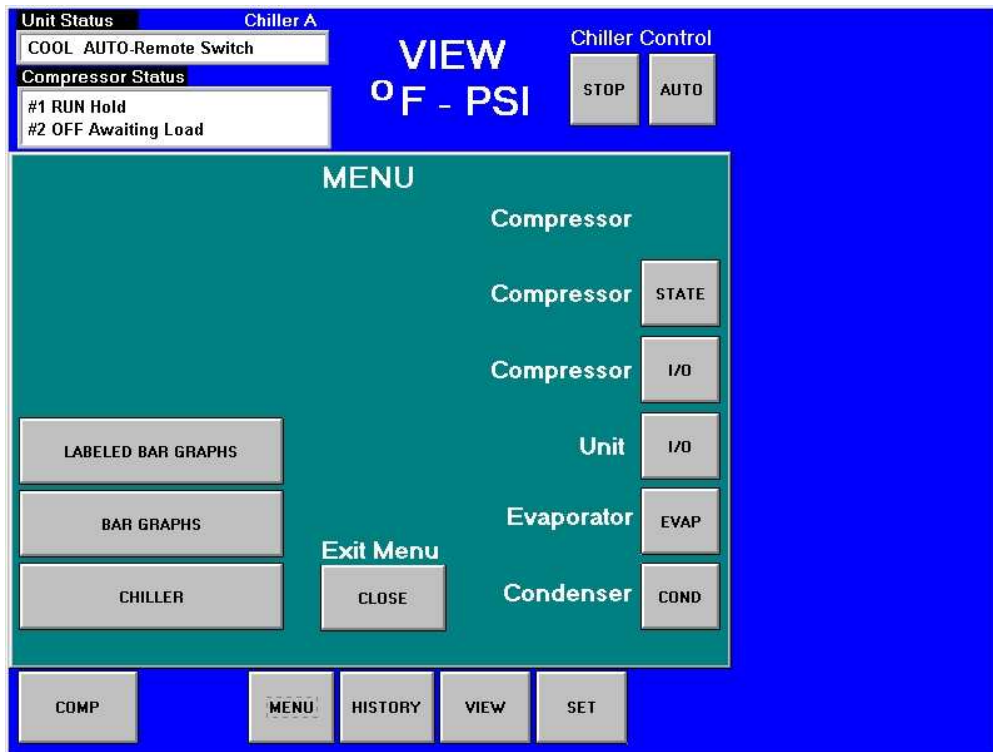 Unit Status Chiller A
COOL AUTO-Remote Switch
Compressor Status
#1 RUN Hold
#2 OFF Awaiting Load
VIEW
ºF - PSI
Chiller Control
STOP AUTO
MENU
Compressor
Compressor STATE
Compressor I/O
Unit I/O
Evaporator EVAP
Condenser COND
LABELED BAR GRAPHS
BAR GRAPHS
CHILLER
Exit Menu
CLOSE
COMP MENU HISTORY VIEW SET